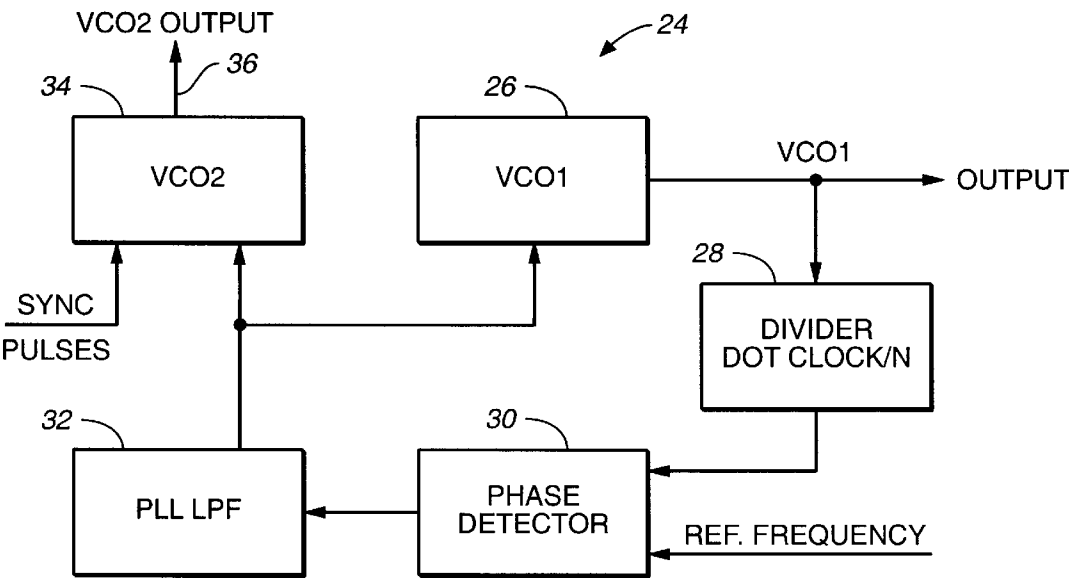 VCO2 OUTPUT
24
36
34
26
VCO2
VCO1
VCO1
OUTPUT
28
SYNC
PULSES
DIVIDER
DOT CLOCK/N
32
30
PLL LPF
PHASE
DETECTOR
REF. FREQUENCY